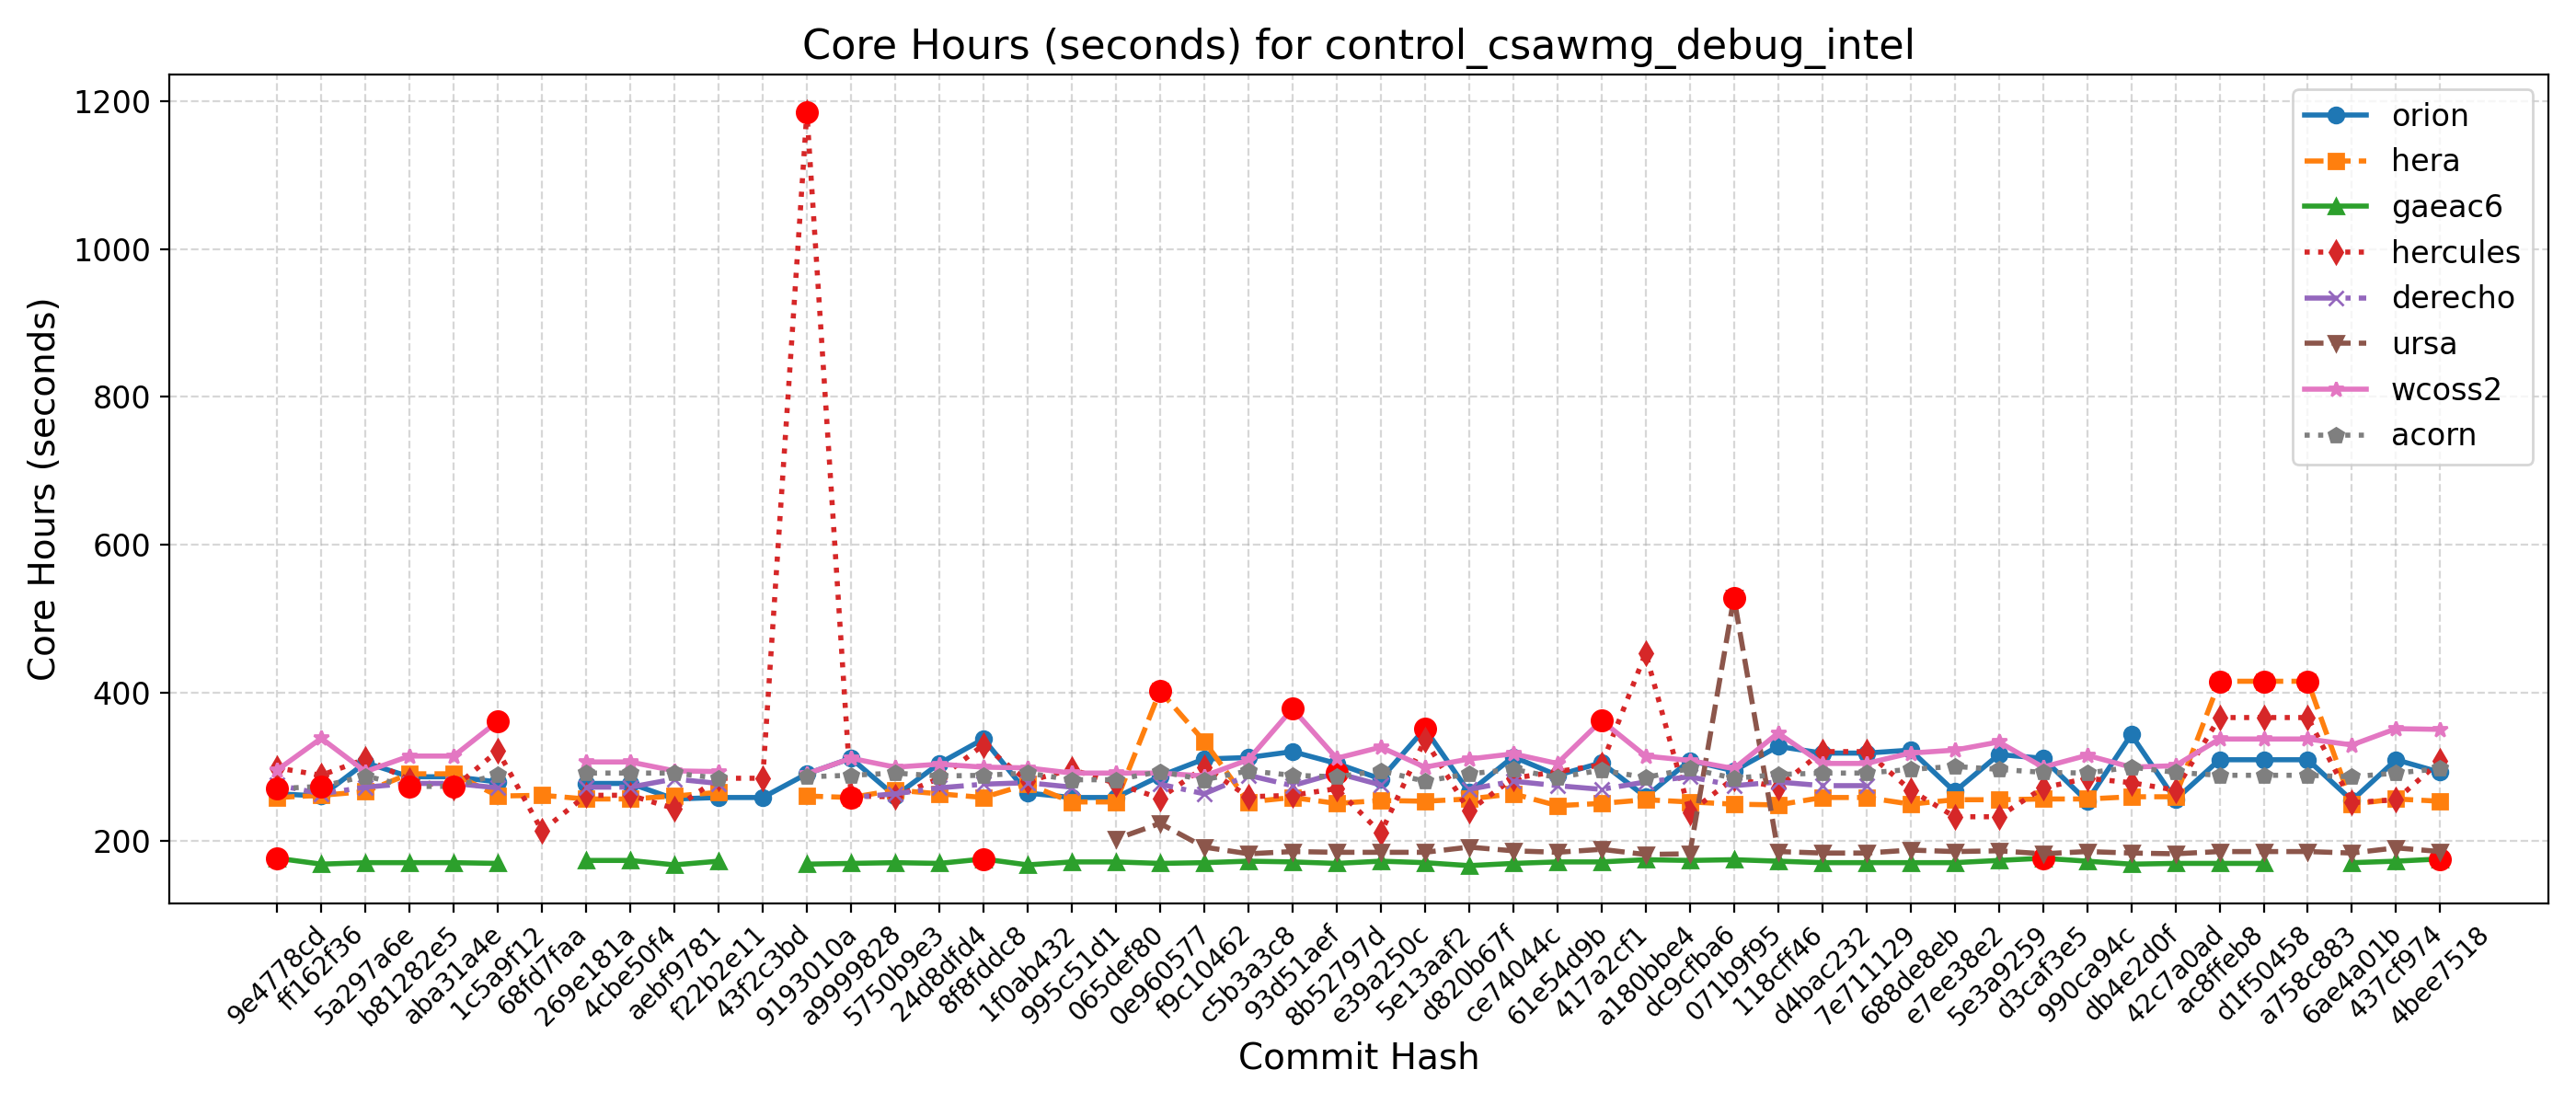 Core Hours (seconds) for control_csawmg_debug_intel
Core Hours (seconds)
1200
1000
800
600
400
200
orion
hera
gaeac6
hercules
derecho
ursa
wcoss2
acorn
9e4778cd
ff162f36
5a297a6e
b81282e5
aba31a4e
1c5a9f12
68fd7faa
269e181a
4cbe50f4
aebf9781
f22b2e11
43f2c3bd
9193010a
a9999828
5750b9e3
24d8dfd4
8f8fddc8
1f0ab432
995c51d1
065def80
0e960577
f9c10462
c5b3a3c8
93d51aef
8b52797d
e39a250c
5e13aaf2
d820b67f
ce74044c
61e54d9b
417a2cf1
a180bbe4
dc9cfba6
071b9f95
118cff46
d4bac232
7e711129
688de8eb
e7ee38e2
5e3a9259
d3caf3e5
990ca94c
db4e2d0f
42c7a0ad
ac8ffeb8
d1f50458
a758c883
6ae4a01b
437cf974
4bee7518
Commit Hash